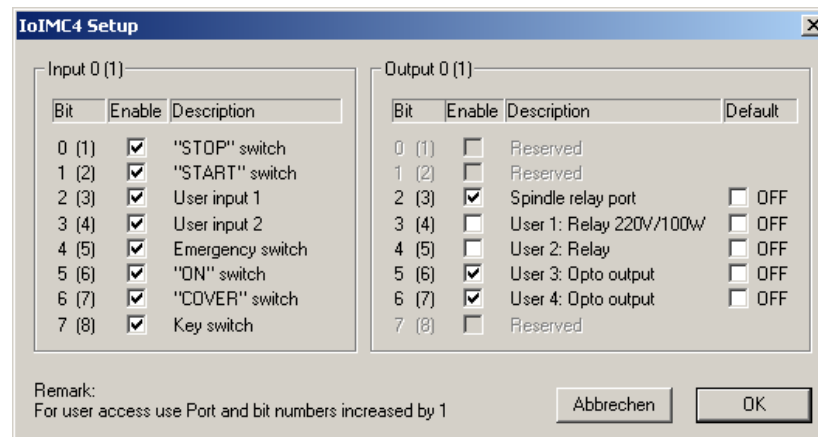 IoIMC4 Setup
Input 0 (1)
Bit Enable Description
0 (1) "STOP" switch
1 (2) "START" switch
2 (3) User input 1
3 (4) User input 2
4 (5) Emergency switch
5 (6) "ON" switch
6 (7) "COVER" switch
7 (8) Key switch
Output 0 (1)
Bit Enable Description Default
0 (1) Reserved
1 (2) Reserved
2 (3) Spindle relay port OFF
3 (4) User 1: Relay 220V/100W OFF
4 (5) User 2: Relay OFF
5 (6) User 3: Opto output OFF
6 (7) User 4: Opto output OFF
7 (8) Reserved
Remark:
For user access use Port and bit numbers increased by 1
Abbrechen
OK